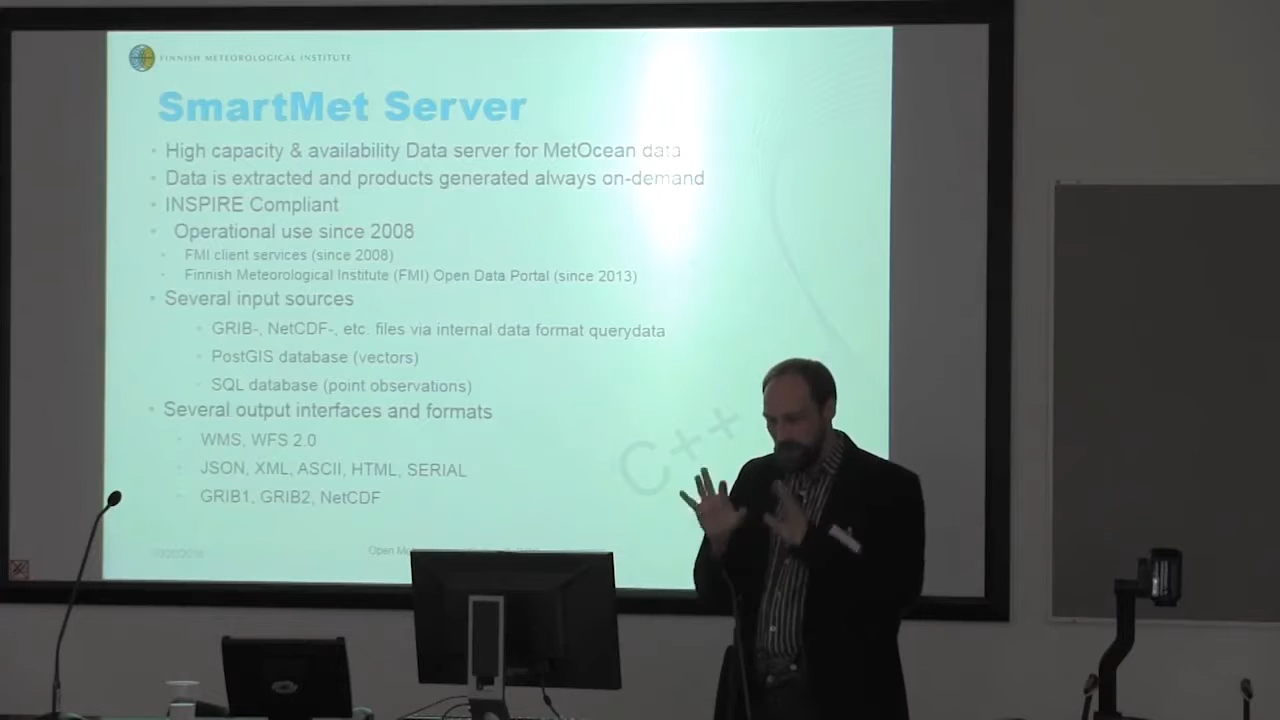 FINNISH METEOROLOGICAL INSTITUTE
SmartMet Server
• High capacity & availability Data server for MetOcean data
• Data is extracted and products generated always on-demand
• INSPIRE Compliant
• Operational use since 2008
• FMI client services (since 2008)
• Finnish Meteorological Institute (FMI) Open Data Portal (since 2013)
• Several input sources
• GRIB-, NetCDF-, etc. files via internal data format querydata
• PostGIS database (vectors)
• SQL database (point observations)
• Several output interfaces and formats
• WMS, WFS 2.0
• JSON, XML, ASCII, HTML, SERIAL
• GRIB1, GRIB2, NetCDF
C++
Open